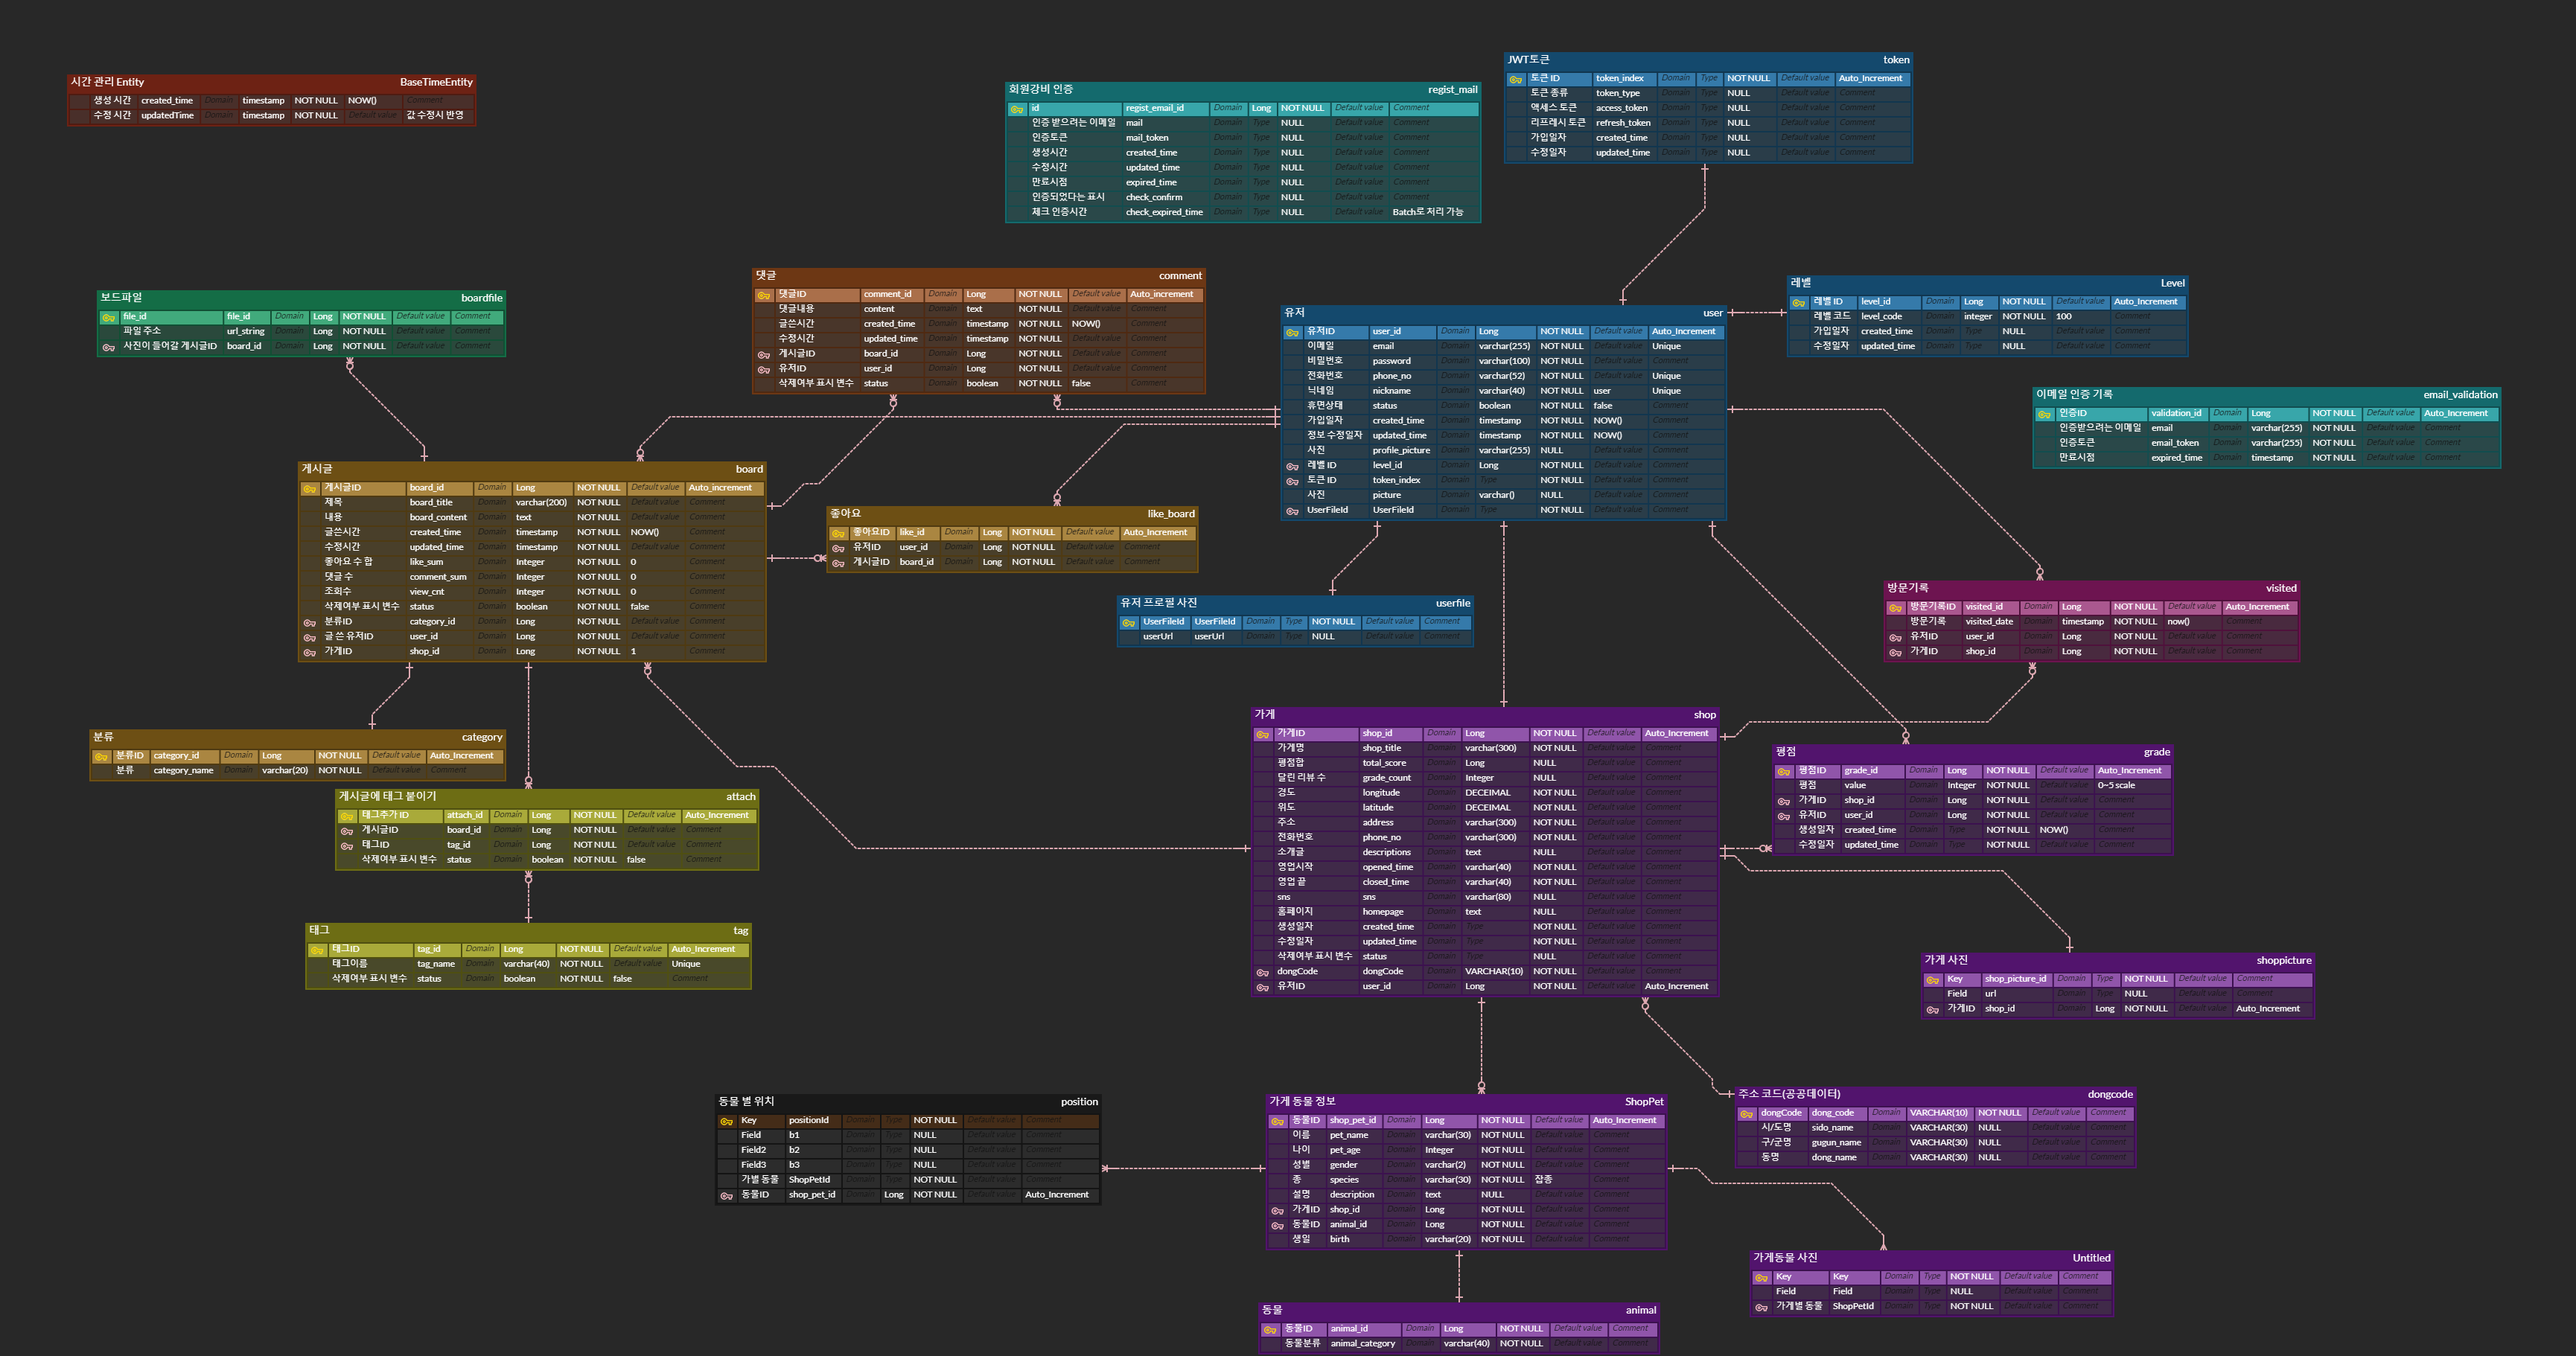 시간 관리 Entity BaseTimeEntity
생성 시간 created_time Domain timestamp NOT NULL NOW() Comment
수정 시간 updatedTime Domain timestamp NOT NULL Default value 값 수정시 반영
회원강비 인증 regist_mail
id regist_email_id Domain Long NOT NULL Default value Comment
인증 받으려는 이메일 mail Domain Type NULL Default value Comment
인증토큰 mail_token Domain Type NULL Default value Comment
생성시간 created_time Domain Type NULL Default value Comment
수정시간 updated_time Domain Type NULL Default value Comment
만료시점 expired_time Domain Type NULL Default value Comment
인증되었다는 표시 check_confirm Domain Type NULL Default value Comment
체크 인증시간 check_expired_time Domain Type NULL Default value Batch로 처리 가능
JWT토큰 token
토큰 ID token_index Domain Type NOT NULL Default value Auto_Increment
토큰 종류 token_type Domain Type NULL Default value Comment
액세스 토큰 access_token Domain Type NULL Default value Comment
리프레시 토큰 refresh_token Domain Type NULL Default value Comment
가입일자 created_time Domain Type NULL Default value Comment
수정일자 updated_time Domain Type NULL Default value Comment
보드파일 boardfile
file_id file_id Domain Long NOT NULL Default value Comment
파일 주소 url_string Domain Long NOT NULL Default value Comment
사진이 들어갈 게시글ID board_id Domain Long NOT NULL Default value Comment
댓글 comment
댓글ID comment_id Domain Long NOT NULL Default value Auto_increment
댓글내용 content Domain text NOT NULL Default value Comment
글쓴시간 created_time Domain timestamp NOT NULL NOW() Comment
수정시간 updated_time Domain timestamp NOT NULL Default value Comment
게시글ID board_id Domain Long NOT NULL Default value Comment
유저ID user_id Domain Long NOT NULL Default value Comment
삭제여부 표시 변수 status Domain boolean NOT NULL false Comment
유저 user
유저ID user_id Domain Long NOT NULL Default value Auto_Increment
이메일 email Domain varchar(255) NOT NULL Default value Unique
비밀번호 password Domain varchar(100) NOT NULL Default value Comment
전화번호 phone_no Domain varchar(52) NOT NULL Default value Unique
닉네임 nickname Domain varchar(40) NOT NULL user Unique
휴면상태 status Domain boolean NOT NULL false Comment
가입일자 created_time Domain timestamp NOT NULL NOW() Comment
정보 수정일자 updated_time Domain timestamp NOT NULL NOW() Comment
사진 profile_picture Domain varchar(255) NULL Default value Comment
레벨 ID level_id Domain Long NOT NULL Default value Comment
토큰 ID token_index Domain Type NOT NULL Default value Comment
사진 picture Domain varchar() NULL Default value Comment
UserFileId UserFileId Domain Type NOT NULL Default value Comment
레벨 Level
레벨 ID level_id Domain Long NOT NULL Default value Auto_Increment
레벨 코드 level_code Domain integer NOT NULL 100 Comment
가입일자 created_time Domain Type NULL Default value Comment
수정일자 updated_time Domain Type NULL Default value Comment
이메일 인증 기록 email_validation
인증ID validation_id Domain Long NOT NULL Default value Auto_Increment
인증받으려는 이메일 email Domain varchar(255) NOT NULL Default value Comment
인증토큰 email_token Domain varchar(255) NOT NULL Default value Comment
만료시점 expired_time Domain timestamp NOT NULL Default value Comment
게시글 board
게시글ID board_id Domain Long NOT NULL Default value Auto_increment
제목 board_title Domain varchar(200) NOT NULL Default value Comment
내용 board_content Domain text NOT NULL Default value Comment
글쓴시간 created_time Domain timestamp NOT NULL NOW() Comment
수정시간 updated_time Domain timestamp NOT NULL Default value Comment
좋아요 수 합 like_sum Domain Integer NOT NULL 0 Comment
댓글 수 comment_sum Domain Integer NOT NULL 0 Comment
조회수 view_cnt Domain Integer NOT NULL 0 Comment
삭제여부 표시 변수 status Domain boolean NOT NULL false Comment
분류ID category_id Domain Long NOT NULL Default value Comment
글 쓴 유저ID user_id Domain Long NOT NULL Default value Comment
가게ID shop_id Domain Long NOT NULL 1 Comment
좋아요 like_board
좋아요ID like_id Domain Long NOT NULL Default value Auto_Increment
유저ID user_id Domain Long NOT NULL Default value Comment
게시글ID board_id Domain Long NOT NULL Default value Comment
유저 프로필 사진 userfile
UserFileId UserFileId Domain Type NOT NULL Default value Comment
userUrl userUrl Domain Type NULL Default value Comment
방문기록 visited
방문기록ID visited_id Domain Long NOT NULL Default value Auto_Increment
방문기록 visited_date Domain timestamp NOT NULL now() Comment
유저ID user_id Domain Long NOT NULL Default value Comment
가게ID shop_id Domain Long NOT NULL Default value Comment
분류 category
분류ID category_id Domain Long NOT NULL Default value Auto_Increment
분류 category_name Domain varchar(20) NOT NULL Default value Comment
게시글에 태그 붙이기 attach
태그추가 ID attach_id Domain Long NOT NULL Default value Auto_Increment
게시글ID board_id Domain Long NOT NULL Default value Comment
태그ID tag_id Domain Long NOT NULL Default value Comment
삭제여부 표시 변수 status Domain boolean NOT NULL false Comment
태그 tag
태그ID tag_id Domain Long NOT NULL Default value Auto_Increment
태그이름 tag_name Domain varchar(40) NOT NULL Default value Unique
삭제여부 표시 변수 status Domain boolean NOT NULL false Comment
가게 shop
가게ID shop_id Domain Long NOT NULL Default value Auto_Increment
가게명 shop_title Domain varchar(300) NOT NULL Default value Comment
평점합 total_score Domain Long NULL Default value Comment
달린 리뷰 수 grade_count Domain Integer NULL Default value Comment
경도 longitude Domain DECEIMAL NOT NULL Default value Comment
위도 latitude Domain DECEIMAL NOT NULL Default value Comment
주소 address Domain varchar(300) NOT NULL Default value Comment
전화번호 phone_no Domain varchar(300) NOT NULL Default value Comment
소개글 descriptions Domain text NULL Default value Comment
영업시작 opened_time Domain varchar(40) NOT NULL Default value Comment
영업 끝 closed_time Domain varchar(40) NOT NULL Default value Comment
sns sns Domain varchar(80) NULL Default value Comment
홈페이지 homepage Domain text NULL Default value Comment
생성일자 created_time Domain Type NOT NULL Default value Comment
수정일자 updated_time Domain Type NOT NULL Default value Comment
삭제여부 표시 변수 status Domain Type NULL Default value Comment
dongCode dongCode Domain VARCHAR(10) NOT NULL Default value Comment
유저ID user_id Domain Long NOT NULL Default value Auto_Increment
평점 grade
평점ID grade_id Domain Long NOT NULL Default value Auto_Increment
평점 value Domain Integer NOT NULL Default value 0~5 scale
가게ID shop_id Domain Long NOT NULL Default value Comment
유저ID user_id Domain Long NOT NULL Default value Comment
생성일자 created_time Domain Type NOT NULL NOW() Comment
수정일자 updated_time Domain Type NOT NULL Default value Comment
가게 사진 shoppicture
Key shop_picture_id Domain Type NOT NULL Default value Comment
Field url Domain Type NULL Default value Comment
가게ID shop_id Domain Long NOT NULL Default value Auto_Increment
동물 별 위치 position
Key positionId Domain Type NOT NULL Default value Comment
Field b1 Domain Type NULL Default value Comment
Field2 b2 Domain Type NULL Default value Comment
Field3 b3 Domain Type NULL Default value Comment
가별 동물 ShopPetId Domain Type NOT NULL Default value Comment
동물ID shop_pet_id Domain Long NOT NULL Default value Auto_Increment
가게 동물 정보 ShopPet
동물ID shop_pet_id Domain Long NOT NULL Default value Auto_Increment
이름 pet_name Domain varchar(30) NOT NULL Default value Comment
나이 pet_age Domain Integer NOT NULL Default value Comment
성별 gender Domain varchar(2) NOT NULL Default value Comment
종 species Domain varchar(30) NOT NULL 잡종 Comment
설명 description Domain text NULL Default value Comment
가게ID shop_id Domain Long NOT NULL Default value Comment
동물ID animal_id Domain Long NOT NULL Default value Comment
생일 birth Domain varchar(20) NOT NULL Default value Comment
주소 코드(공공데이터) dongcode
dongCode dong_code Domain VARCHAR(10) NOT NULL Default value Comment
시/도명 sido_name Domain VARCHAR(30) NULL Default value Comment
구/군명 gugun_name Domain VARCHAR(30) NULL Default value Comment
동명 dong_name Domain VARCHAR(30) NULL Default value Comment
가게동물 사진 Untitled
Key Key Domain Type NOT NULL Default value Comment
Field Field Domain Type NULL Default value Comment
가게별 동물 ShopPetId Domain Type NOT NULL Default value Comment
동물 animal
동물ID animal_id Domain Long NOT NULL Default value Comment
동물분류 animal_category Domain varchar(40) NOT NULL Default value Comment